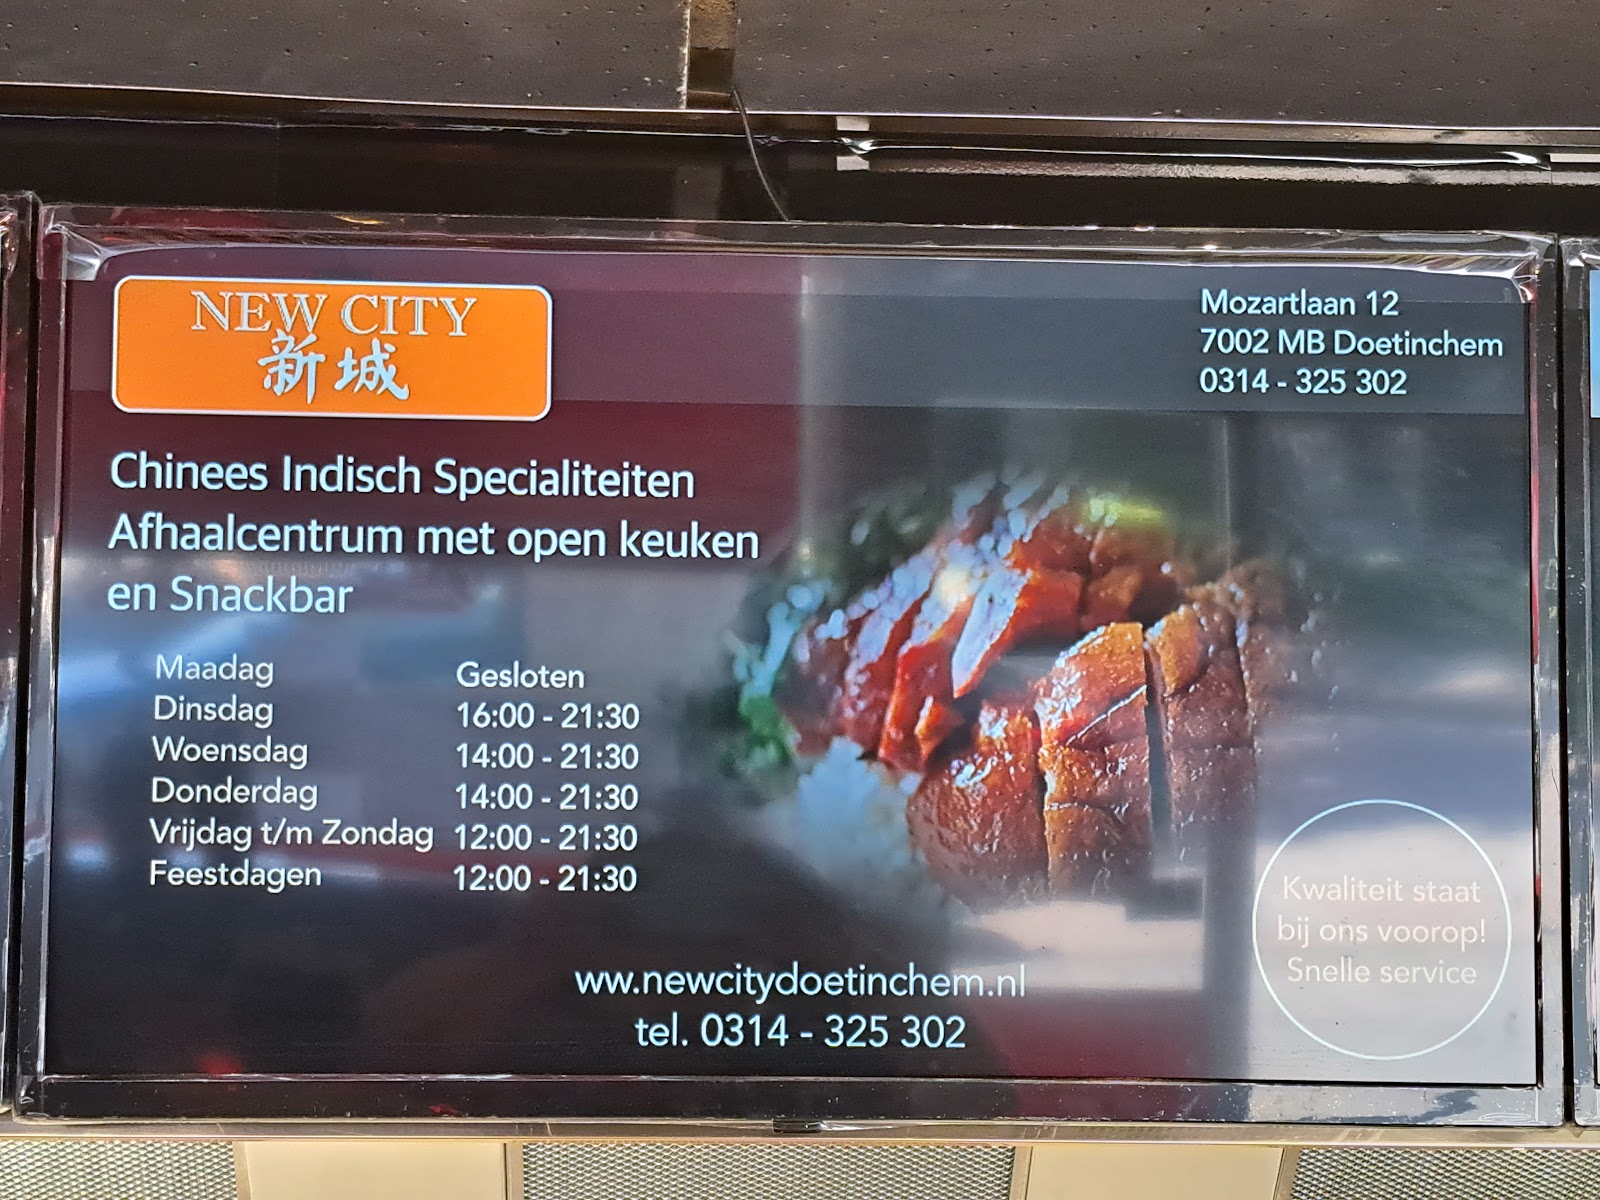 NEW CITY
新城
Mozartlaan 12
7002 MB Doetinchem
0314 - 325 302
Chinees Indisch Specialiteiten
Afhaalcentrum met open keuken
en Snackbar
Maadag Gesloten
Dinsdag 16:00 - 21:30
Woensdag 14:00 - 21:30
Donderdag 14:00 - 21:30
Vrijdag t/m Zondag 12:00 - 21:30
Feestdagen 12:00 - 21:30
Kwaliteit staat
bij ons voorop!
Snelle service
ww.newcitydoetinchem.nl
tel. 0314 - 325 302